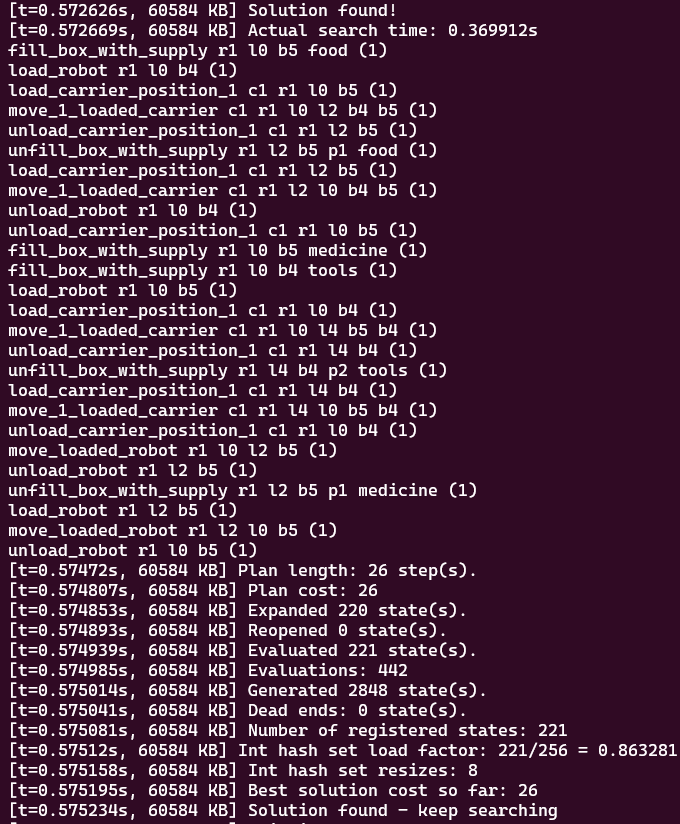 [t=0.572626s, 60584 KB] Solution found!
[t=0.572669s, 60584 KB] Actual search time: 0.369912s
fill_box_with_supply r1 l0 b5 food (1)
load_robot r1 l0 b4 (1)
load_carrier_position_1 c1 r1 l0 b5 (1)
move_1_loaded_carrier c1 r1 l0 l2 b4 b5 (1)
unload_carrier_position_1 c1 r1 l2 b5 (1)
unfill_box_with_supply r1 l2 b5 p1 food (1)
load_carrier_position_1 c1 r1 l2 b5 (1)
move_1_loaded_carrier c1 r1 l2 l0 b4 b5 (1)
unload_robot r1 l0 b4 (1)
unload_carrier_position_1 c1 r1 l0 b5 (1)
fill_box_with_supply r1 l0 b5 medicine (1)
fill_box_with_supply r1 l0 b4 tools (1)
load_robot r1 l0 b5 (1)
load_carrier_position_1 c1 r1 l0 b4 (1)
move_1_loaded_carrier c1 r1 l0 l4 b5 b4 (1)
unload_carrier_position_1 c1 r1 l4 b4 (1)
unfill_box_with_supply r1 l4 b4 p2 tools (1)
load_carrier_position_1 c1 r1 l4 b4 (1)
move_1_loaded_carrier c1 r1 l4 l0 b5 b4 (1)
unload_carrier_position_1 c1 r1 l0 b4 (1)
move_loaded_robot r1 l0 l2 b5 (1)
unload_robot r1 l2 b5 (1)
unfill_box_with_supply r1 l2 b5 p1 medicine (1)
load_robot r1 l2 b5 (1)
move_loaded_robot r1 l2 l0 b5 (1)
unload_robot r1 l0 b5 (1)
[t=0.57472s, 60584 KB] Plan length: 26 step(s).
[t=0.574807s, 60584 KB] Plan cost: 26
[t=0.574853s, 60584 KB] Expanded 220 state(s).
[t=0.574893s, 60584 KB] Reopened 0 state(s).
[t=0.574939s, 60584 KB] Evaluated 221 state(s).
[t=0.574985s, 60584 KB] Evaluations: 442
[t=0.575014s, 60584 KB] Generated 2848 state(s).
[t=0.575041s, 60584 KB] Dead ends: 0 state(s).
[t=0.575081s, 60584 KB] Number of registered states: 221
[t=0.57512s, 60584 KB] Int hash set load factor: 221/256 = 0.863281
[t=0.575158s, 60584 KB] Int hash set resizes: 8
[t=0.575195s, 60584 KB] Best solution cost so far: 26
[t=0.575234s, 60584 KB] Solution found - keep searching